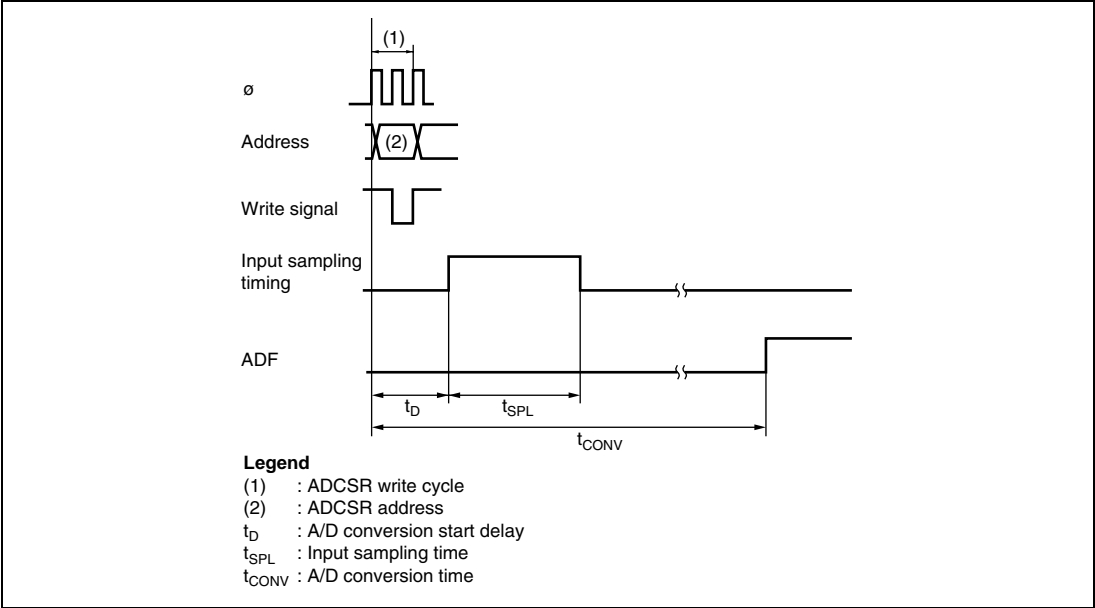 (1)
ø
Address
(2)
Write signal
Input sampling
timing
ADF
tD
tSPL
tCONV
Legend
(1) : ADCSR write cycle
(2) : ADCSR address
tD : A/D conversion start delay
tSPL : Input sampling time
tCONV : A/D conversion time